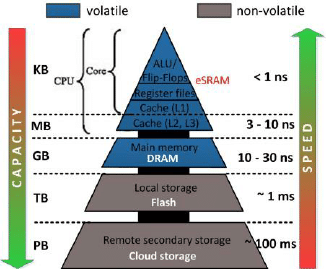 volatile
non-volatile
CAPACITY
SPEED
KB
CPU
Core
ALU/
Flip-Flops
eSRAM
Register files
< 1 ns
Cache (L1)
MB
Cache (L2, L3)
3 - 10 ns
GB
Main memory
DRAM
10 - 30 ns
TB
Local storage
Flash
~ 1 ms
PB
Remote secondary storage
Cloud storage
~ 100 ms